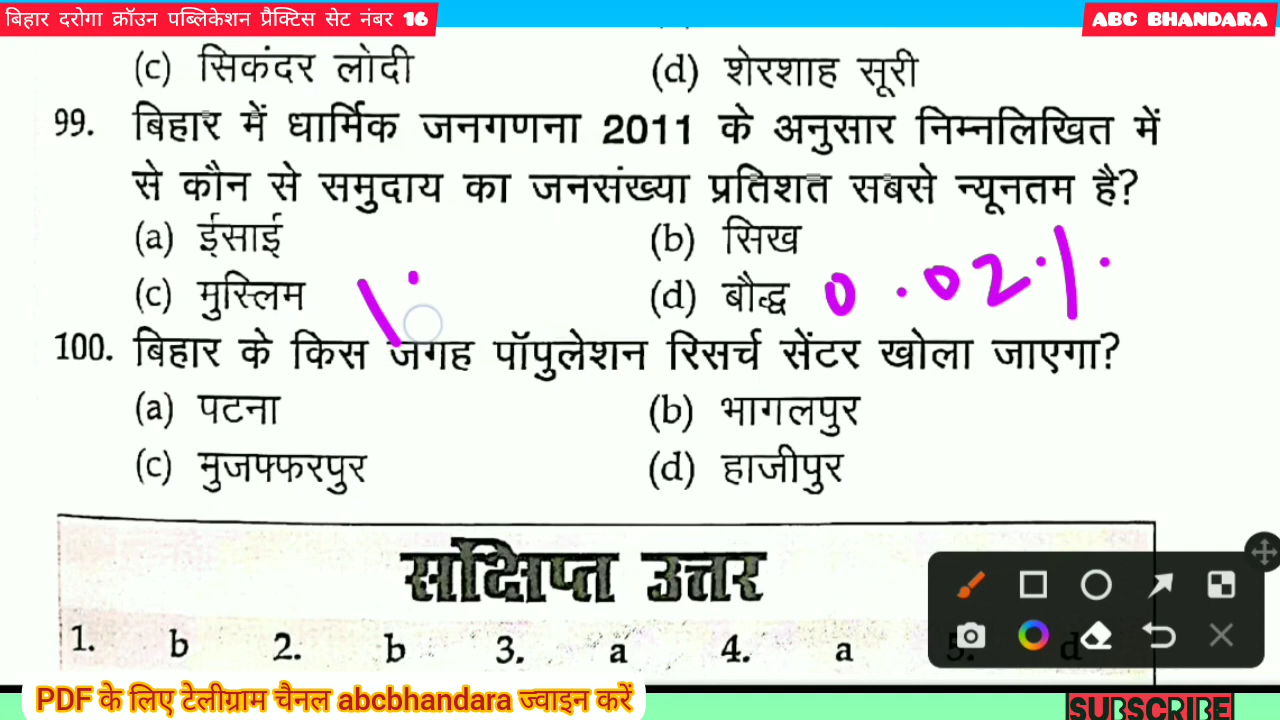 बिहार दरोगा क्रॉउन पब्लिकेशन प्रैक्टिस सेट नंबर 16
ABC BHANDARA
(c) सिकंदर लोदी (d) शेरशाह सूरी
99. बिहार में धार्मिक जनगणना 2011 के अनुसार निम्नलिखित में
से कौन से समुदाय का जनसंख्या प्रतिशत सबसे न्यूनतम है?
(a) ईसाई (b) सिख
(c) मुस्लिम (d) बौद्ध 0.02%.
100. बिहार के किस जगह पॉपुलेशन रिसर्च सेंटर खोला जाएगा?
(a) पटना (b) भागलपुर
(c) मुजफ्फरपुर (d) हाजीपुर
संक्षिप्त उत्तर
1. b 2. b 3. a 4. a 5. d
PDF के लिए टेलीग्राम चैनल abcbhandara ज्वाइन करें
SUBSCRIBE